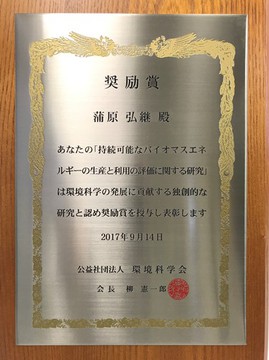 奨励賞
蒲原 弘継 殿
あなたの「持続可能なバイオマスエネ
ルギーの生産と利用の評価に関する研究」
は環境科学の発展に貢献する独創的な
研究と認め奨励賞を授与し表彰します
2017年9月14日
公益社団法人 環境科学会
会長 柳 憲一郎